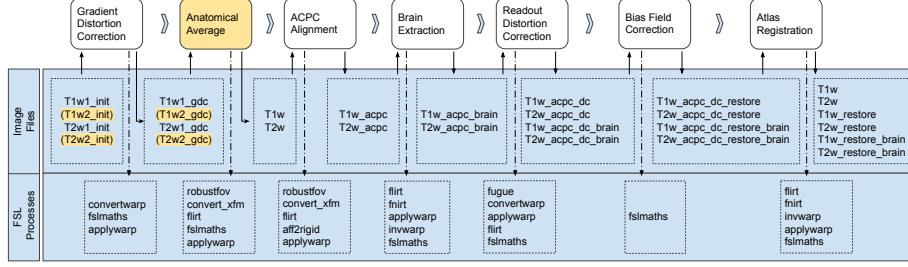 Gradient
Distortion
Correction
Anatomical
Average
ACPC
Alignment
Brain
Extraction
Readout
Distortion
Correction
Bias Field
Correction
Atlas
Registration
Image
Files
T1w1_init
(T1w2_init)
T2w1_init
(T2w2_init)
T1w1_gdc
(T1w2_gdc)
T2w1_gdc
(T2w2_gdc)
T1w
T2w
T1w_acpc
T2w_acpc
T1w_acpc_brain
T2w_acpc_brain
T1w_acpc_dc
T2w_acpc_dc
T1w_acpc_dc_brain
T2w_acpc_dc_brain
T1w_acpc_dc_restore
T2w_acpc_dc_restore
T1w_acpc_dc_restore_brain
T2w_acpc_dc_restore_brain
T1w
T2w
T1w_restore
T2w_restore
T1w_restore_brain
T2w_restore_brain
FSL
Processes
convertwarp
fslmaths
applywarp
robustfov
convert_xfm
flirt
fslmaths
applywarp
robustfov
convert_xfm
flirt
aff2rigid
applywarp
flirt
fnirt
applywarp
invwarp
fslmaths
fugue
convertwarp
applywarp
flirt
fslmaths
fslmaths
flirt
fnirt
invwarp
applywarp
fslmaths